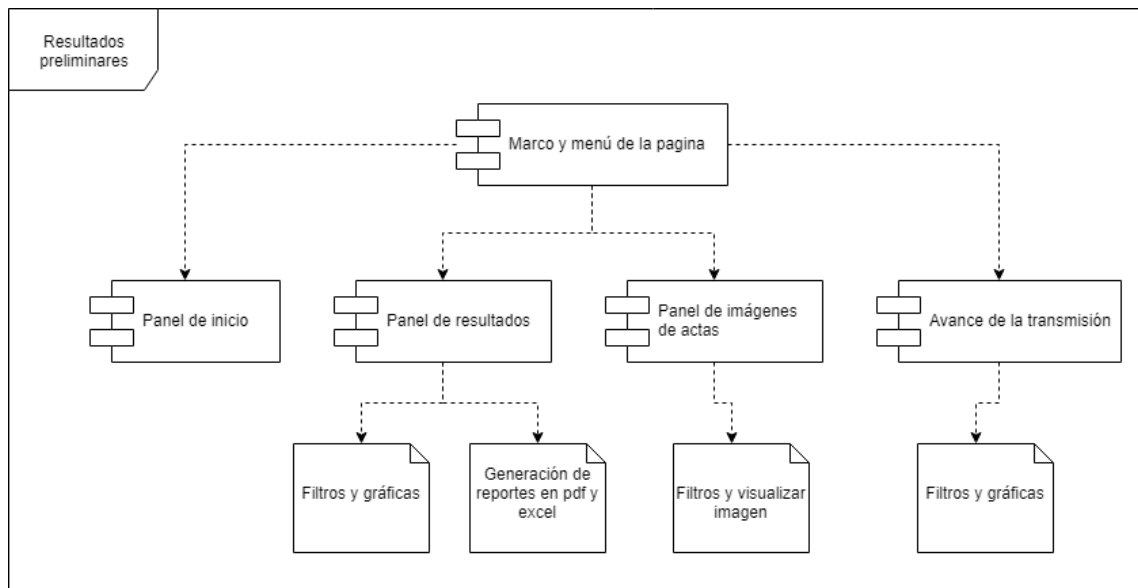 Resultados
preliminares
Marco y menú de la pagina
Panel de inicio
Panel de resultados
Panel de imágenes
de actas
Avance de la transmisión
Filtros y gráficas
Generación de
reportes en pdf y
excel
Filtros y visualizar
imagen
Filtros y gráficas